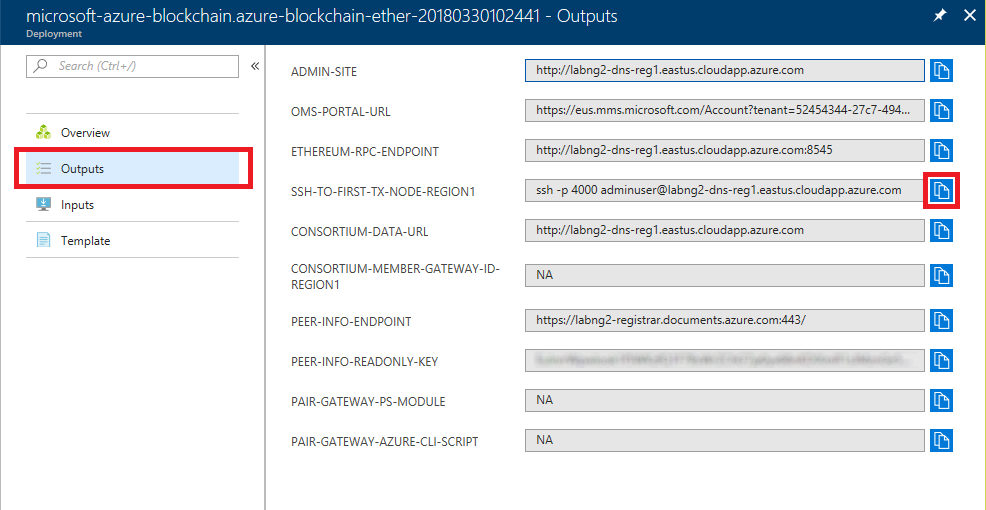 microsoft-azure-blockchain.azure-blockchain-ether-20180330102441 - Outputs
Deployment
Search (Ctrl+/)
Overview
Outputs
Inputs
Template
ADMIN-SITE
http://labng2-dns-reg1.eastus.cloudapp.azure.com
OMS-PORTAL-URL
https://eus.mms.microsoft.com/Account?tenant=52454344-27c7-494...
ETHEREUM-RPC-ENDPOINT
http://labng2-dns-reg1.eastus.cloudapp.azure.com:8545
SSH-TO-FIRST-TX-NODE-REGION1
ssh -p 4000 adminuser@labng2-dns-reg1.eastus.cloudapp.azure.com
CONSORTIUM-DATA-URL
http://labng2-dns-reg1.eastus.cloudapp.azure.com
CONSORTIUM-MEMBER-GATEWAY-ID-
REGION1
NA
PEER-INFO-ENDPOINT
https://labng2-registrar.documents.azure.com:443/
PEER-INFO-READONLY-KEY
PAIR-GATEWAY-PS-MODULE
NA
PAIR-GATEWAY-AZURE-CLI-SCRIPT
NA